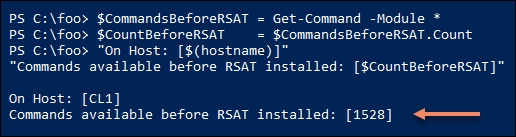 PS C:\foo> $CommandsBeforeRSAT = Get-Command -Module *
PS C:\foo> $CountBeforeRSAT    = $CommandsBeforeRSAT.Count
PS C:\foo> "On Host: [$(hostname)]"
"Commands available before RSAT installed: [$CountBeforeRSAT]"
On Host: [CL1]
Commands available before RSAT installed: [1528]